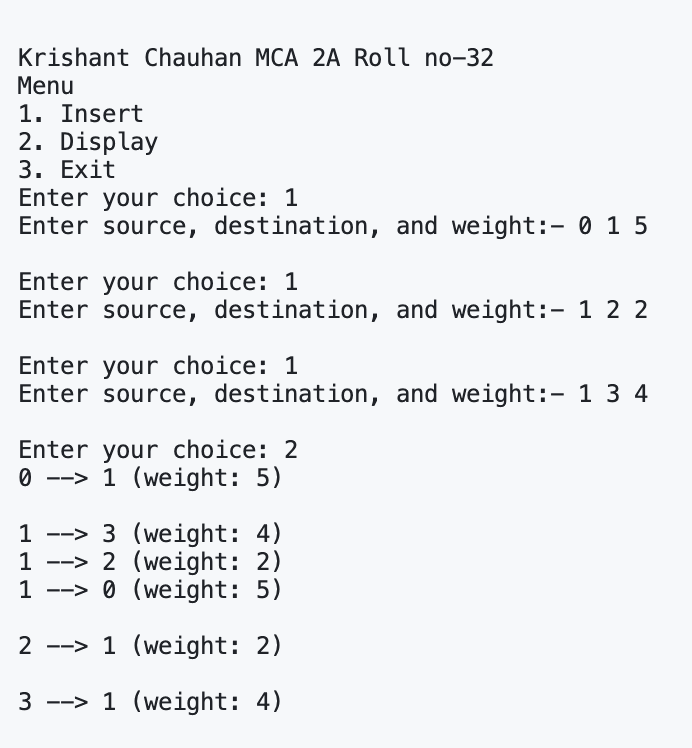 Krishant Chauhan MCA 2A Roll no-32
Menu
1. Insert
2. Display
3. Exit
Enter your choice: 1
Enter source, destination, and weight:- 0 1 5
Enter your choice: 1
Enter source, destination, and weight:- 1 2 2
Enter your choice: 1
Enter source, destination, and weight:- 1 3 4
Enter your choice: 2
0 --> 1 (weight: 5)
1 --> 3 (weight: 4)
1 --> 2 (weight: 2)
1 --> 0 (weight: 5)
2 --> 1 (weight: 2)
3 --> 1 (weight: 4)